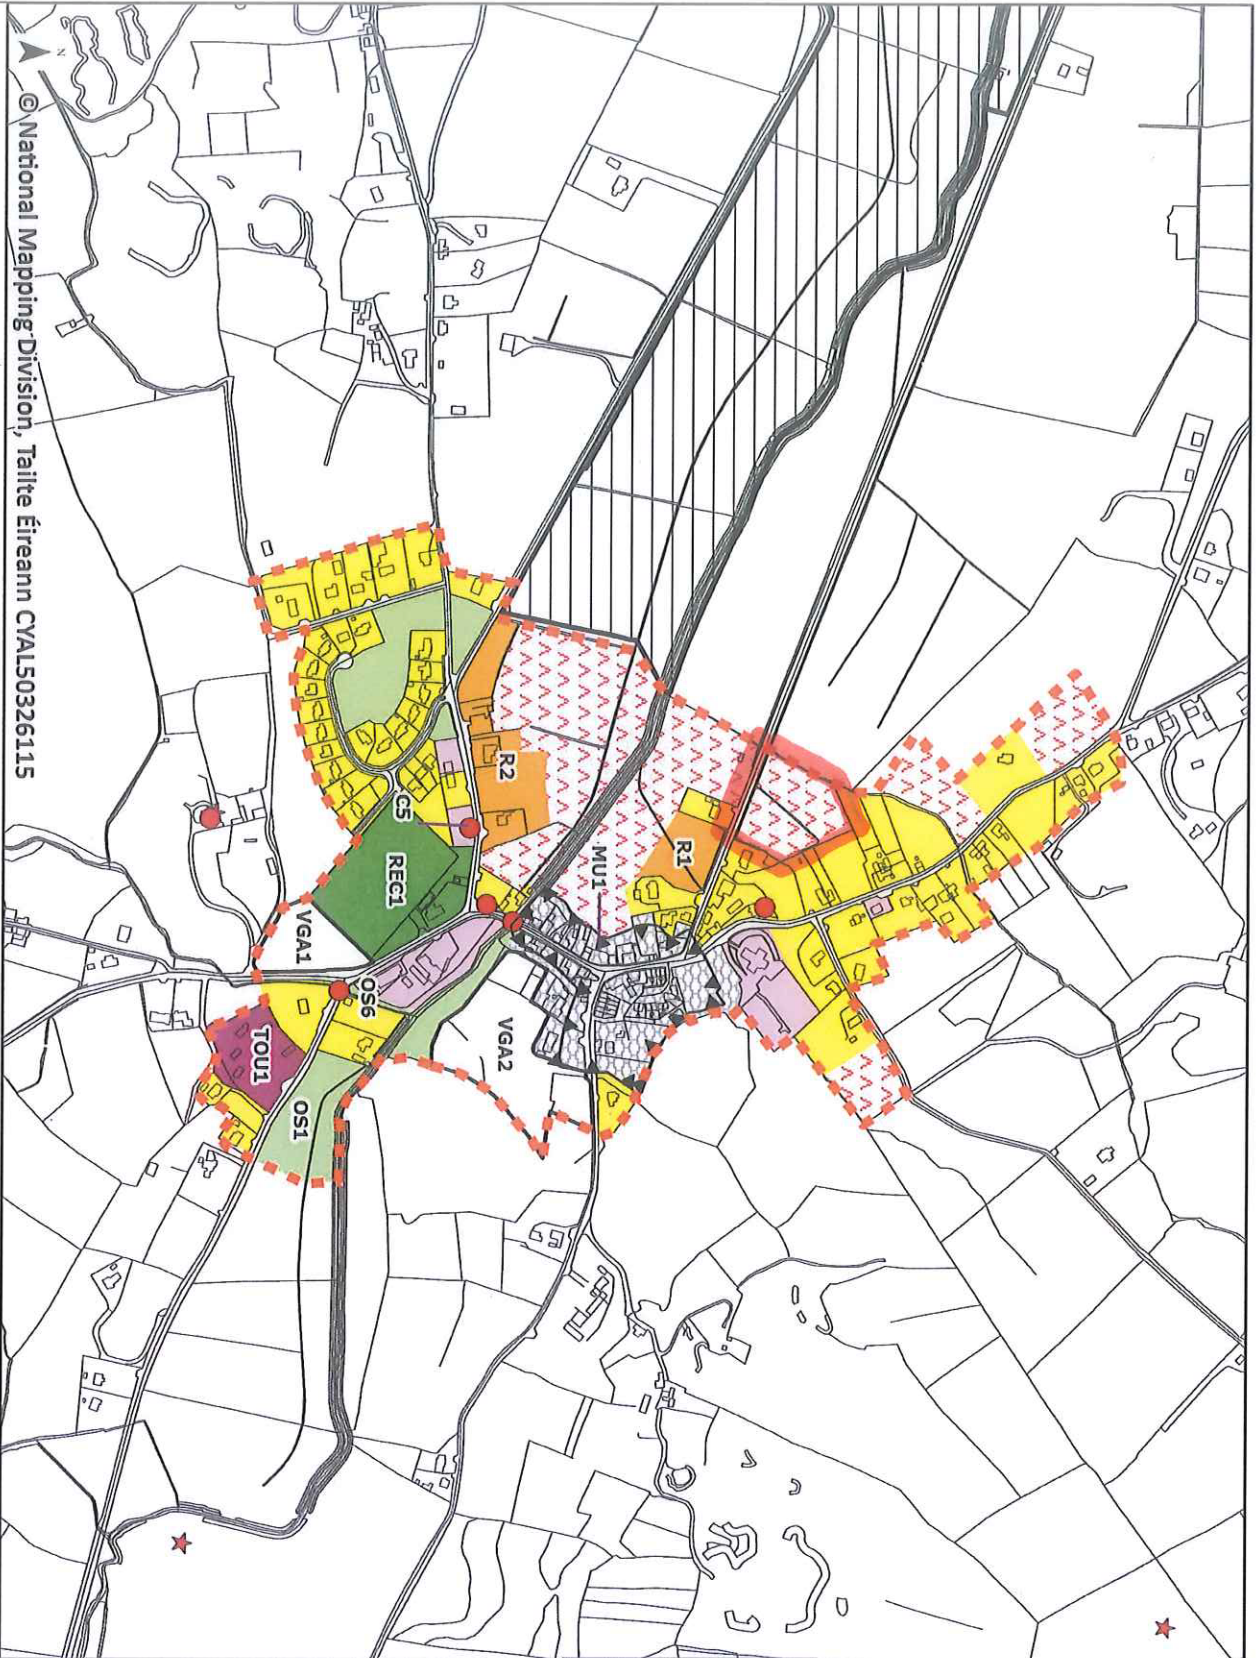 N
© National Mapping Division, Tailte Éireann CYAL50326115
R2
R1
MU1
C5
REC1
VGA1
OS6
VGA2
TOU1
OS1